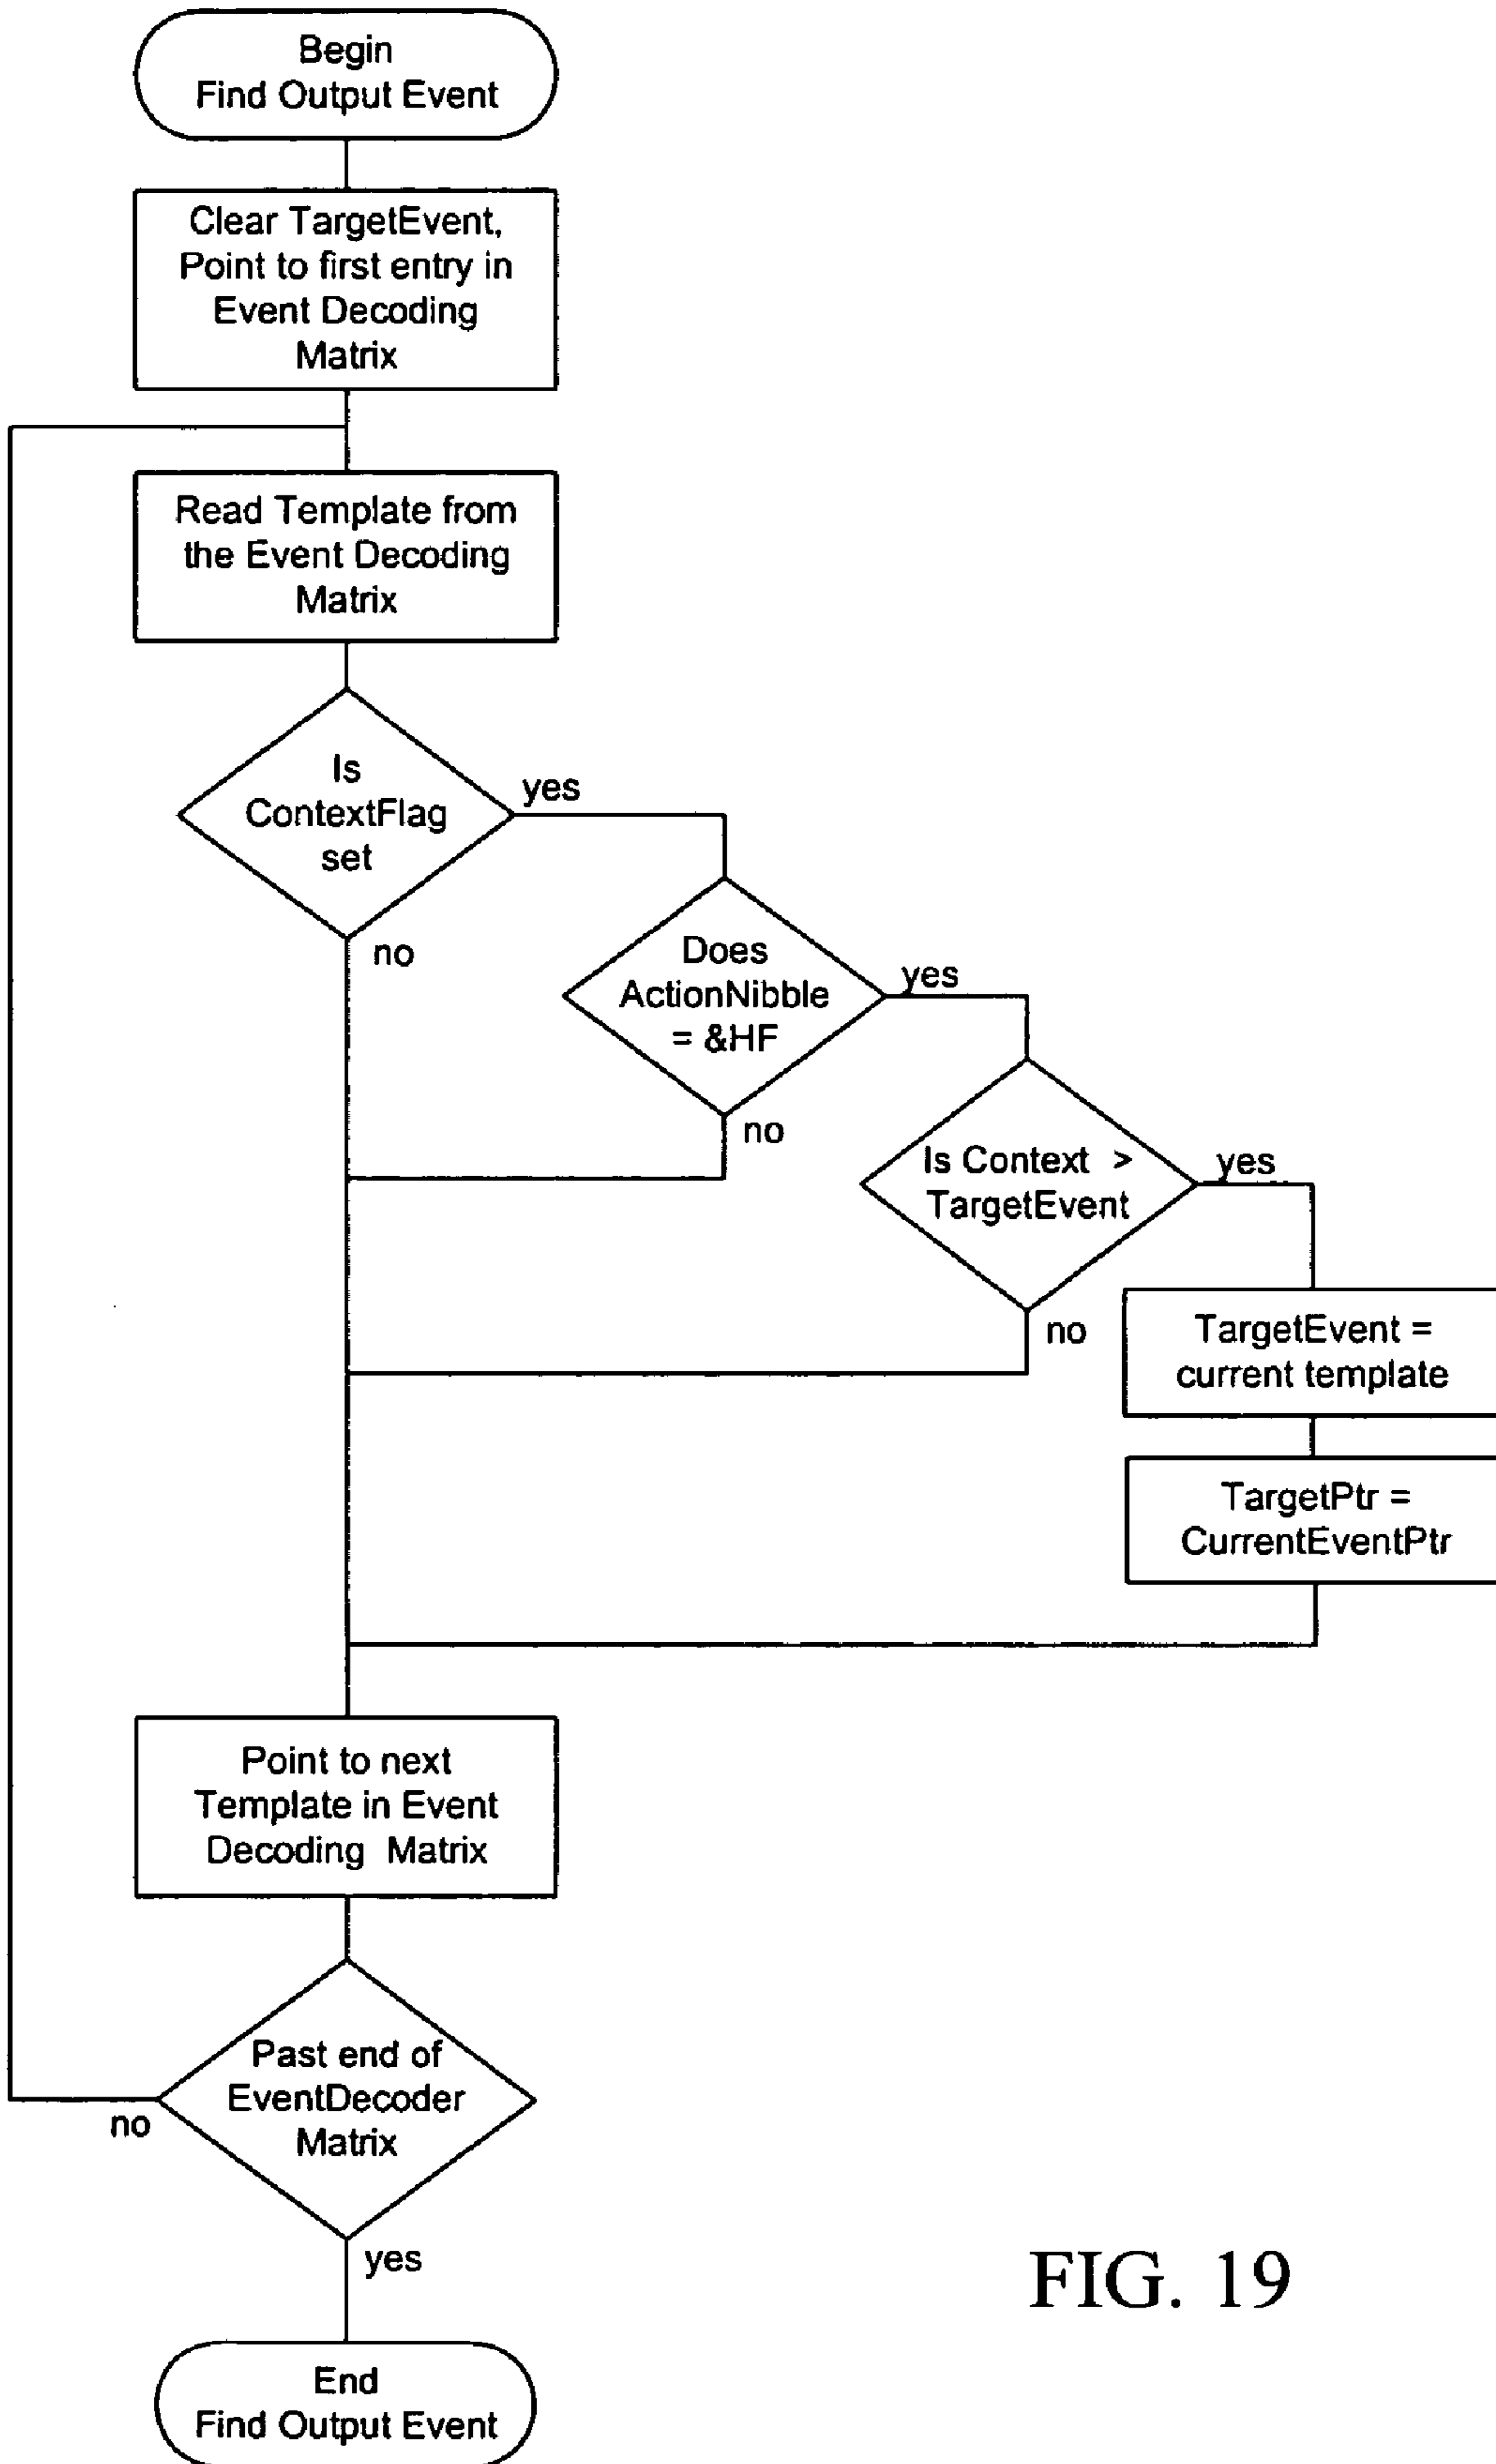 Begin
Find Output Event
Clear TargetEvent,
Point to first entry in
Event Decoding
Matrix
Read Template from
the Event Decoding
Matrix
Is
ContextFlag
set
yes
no
Does
ActionNibble
= &HF
yes
no
Is Context >
TargetEvent
yes
no
TargetEvent =
current template
TargetPtr =
CurrentEventPtr
Point to next
Template in Event
Decoding Matrix
Past end of
EventDecoder
Matrix
no
yes
End
Find Output Event
FIG. 19